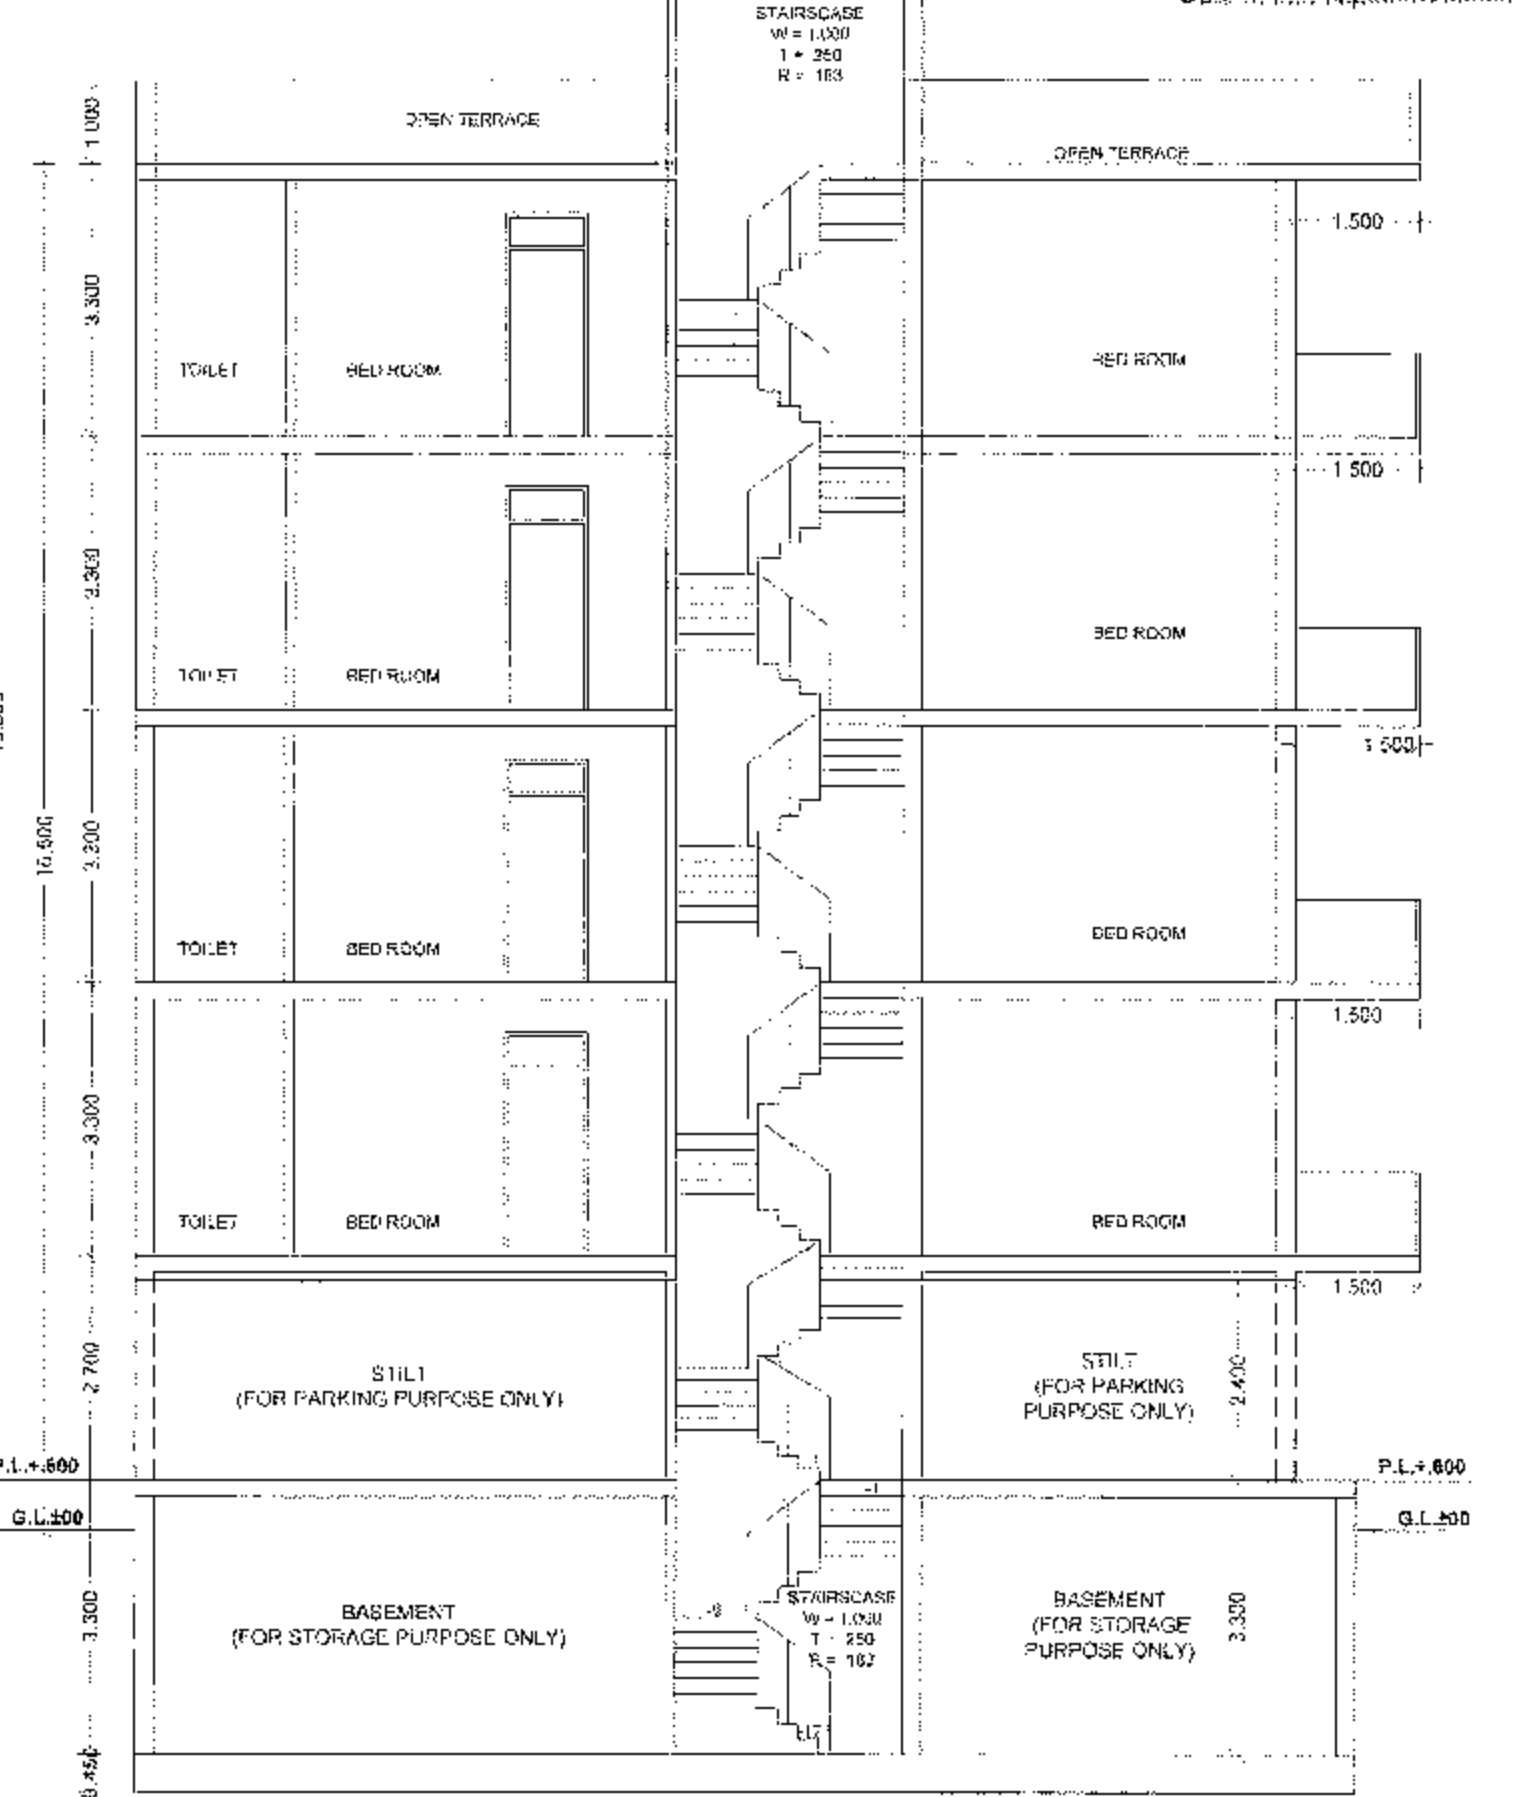 STAIRSCASE
W = 1.000
T = 250
R = 183
1.000
OPEN TERRACE
OPEN TERRACE
1.500
3.300
TOILET
BED ROOM
BED ROOM
1.500
3.300
TOILET
BED ROOM
BED ROOM
1.500
3.300
TOILET
BED ROOM
BED ROOM
1.500
3.300
TOILET
BED ROOM
BED ROOM
1.500
2.700
STILT
(FOR PARKING PURPOSE ONLY)
STILT
(FOR PARKING
PURPOSE ONLY)
2.400
P.L.+.600
P.L.+.600
G.L.±00
G.L.±00
3.300
BASEMENT
(FOR STORAGE PURPOSE ONLY)
STAIRSCASE
W = 1.000
T = 250
BASEMENT
(FOR STORAGE
PURPOSE ONLY)
3.300